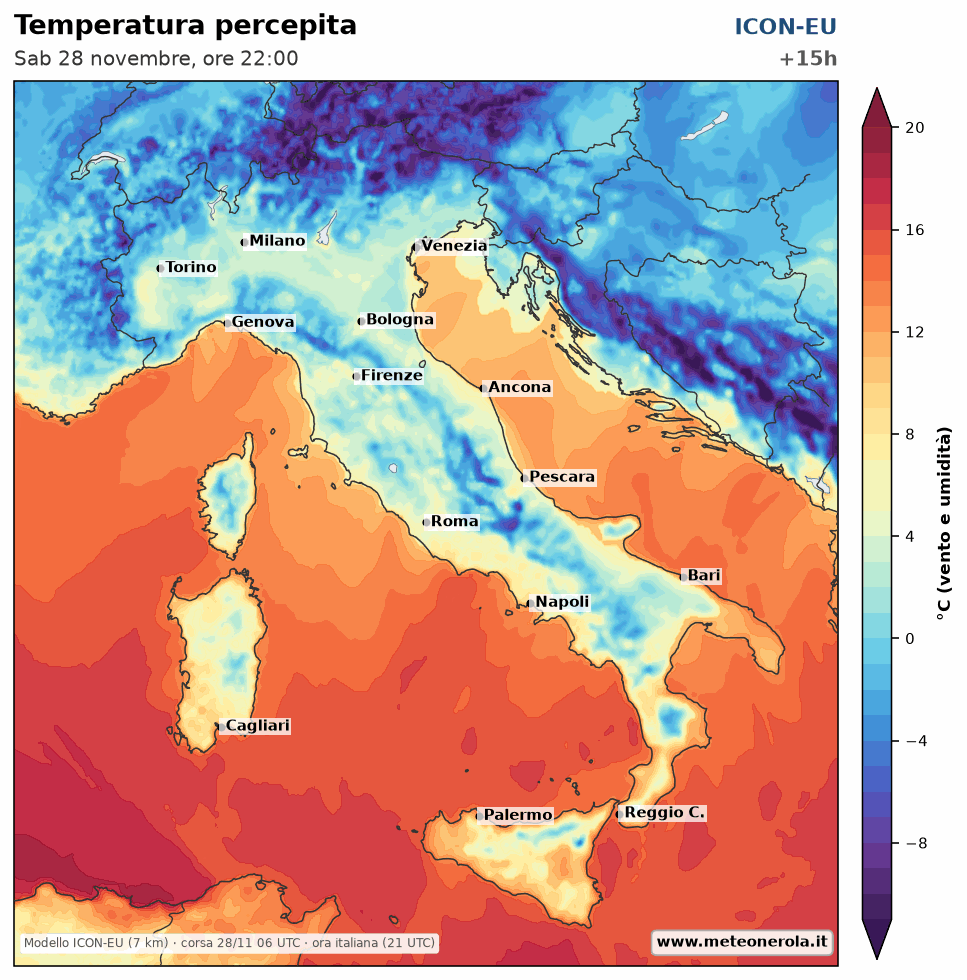 Temperatura percepita
ICON-EU
Sab 28 novembre, ore 22:00
+15h
Milano
Venezia
Torino
Genova
Bologna
Firenze
Ancona
Pescara
Roma
Bari
Napoli
Cagliari
Palermo
Reggio C.
20
16
12
8
4
0
−4
−8
°C (vento e umidità)
Modello ICON-EU (7 km) · corsa 28/11 06 UTC · ora italiana (21 UTC)
www.meteonerola.it